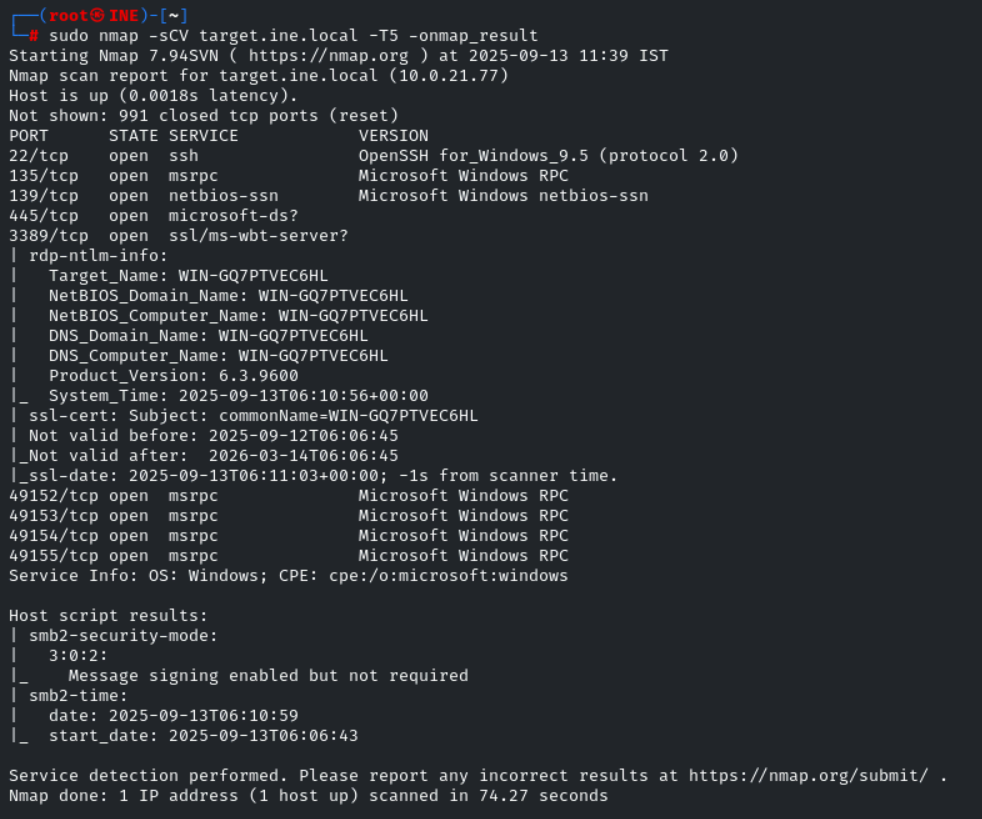 ┌──(root㉿INE)-[~]
└─# sudo nmap -sCV target.ine.local -T5 -onmap_result
Starting Nmap 7.94SVN ( https://nmap.org ) at 2025-09-13 11:39 IST
Nmap scan report for target.ine.local (10.0.21.77)
Host is up (0.0018s latency).
Not shown: 991 closed tcp ports (reset)
PORT      STATE SERVICE            VERSION
22/tcp    open  ssh                OpenSSH for_Windows_9.5 (protocol 2.0)
135/tcp   open  msrpc              Microsoft Windows RPC
139/tcp   open  netbios-ssn        Microsoft Windows netbios-ssn
445/tcp   open  microsoft-ds?
3389/tcp  open  ssl/ms-wbt-server?
| rdp-ntlm-info:
|   Target_Name: WIN-GQ7PTVEC6HL
|   NetBIOS_Domain_Name: WIN-GQ7PTVEC6HL
|   NetBIOS_Computer_Name: WIN-GQ7PTVEC6HL
|   DNS_Domain_Name: WIN-GQ7PTVEC6HL
|   DNS_Computer_Name: WIN-GQ7PTVEC6HL
|   Product_Version: 6.3.9600
|_  System_Time: 2025-09-13T06:10:56+00:00
| ssl-cert: Subject: commonName=WIN-GQ7PTVEC6HL
| Not valid before: 2025-09-12T06:06:45
|_Not valid after:  2026-03-14T06:06:45
|_ssl-date: 2025-09-13T06:11:03+00:00; -1s from scanner time.
49152/tcp open  msrpc              Microsoft Windows RPC
49153/tcp open  msrpc              Microsoft Windows RPC
49154/tcp open  msrpc              Microsoft Windows RPC
49155/tcp open  msrpc              Microsoft Windows RPC
Service Info: OS: Windows; CPE: cpe:/o:microsoft:windows

Host script results:
| smb2-security-mode:
|   3:0:2:
|_    Message signing enabled but not required
| smb2-time:
|   date: 2025-09-13T06:10:59
|_  start_date: 2025-09-13T06:06:43

Service detection performed. Please report any incorrect results at https://nmap.org/submit/ .
Nmap done: 1 IP address (1 host up) scanned in 74.27 seconds